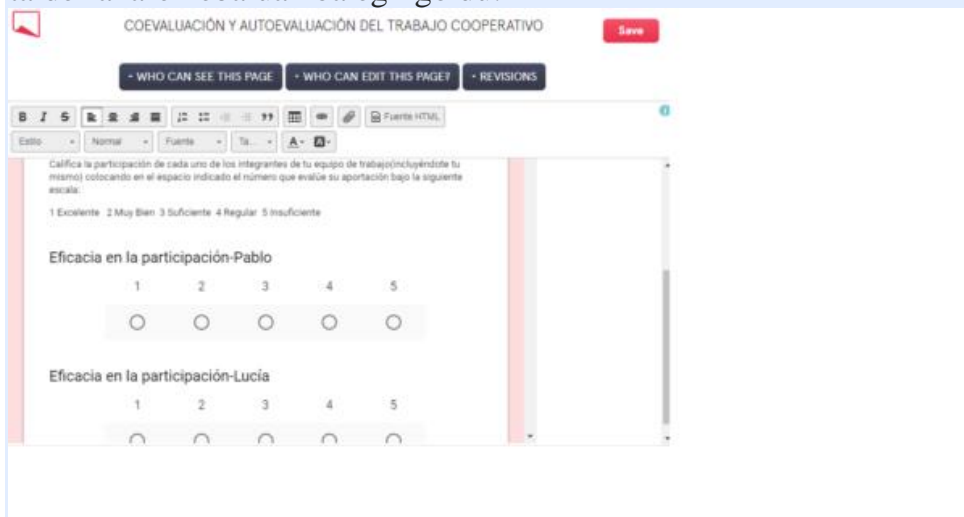 COEVALUACIÓN Y AUTOEVALUACIÓN DEL TRABAJO COOPERATIVO
Save
- WHO CAN SEE THIS PAGE
- WHO CAN EDIT THIS PAGE?
- REVISIONS
B I S
Fuente HTML
Estilo Normal Fuente Ta... A A
Califica la participación de cada uno de los integrantes de tu equipo de trabajo(incluyéndote tu
mismo) colocando en el espacio indicado el número que evalúe su aportación bajo la siguiente
escala:
1 Excelente 2 Muy Bien 3 Suficiente 4 Regular 5 Insuficiente
Eficacia en la participación-Pablo
1 2 3 4 5
Eficacia en la participación-Lucía
1 2 3 4 5